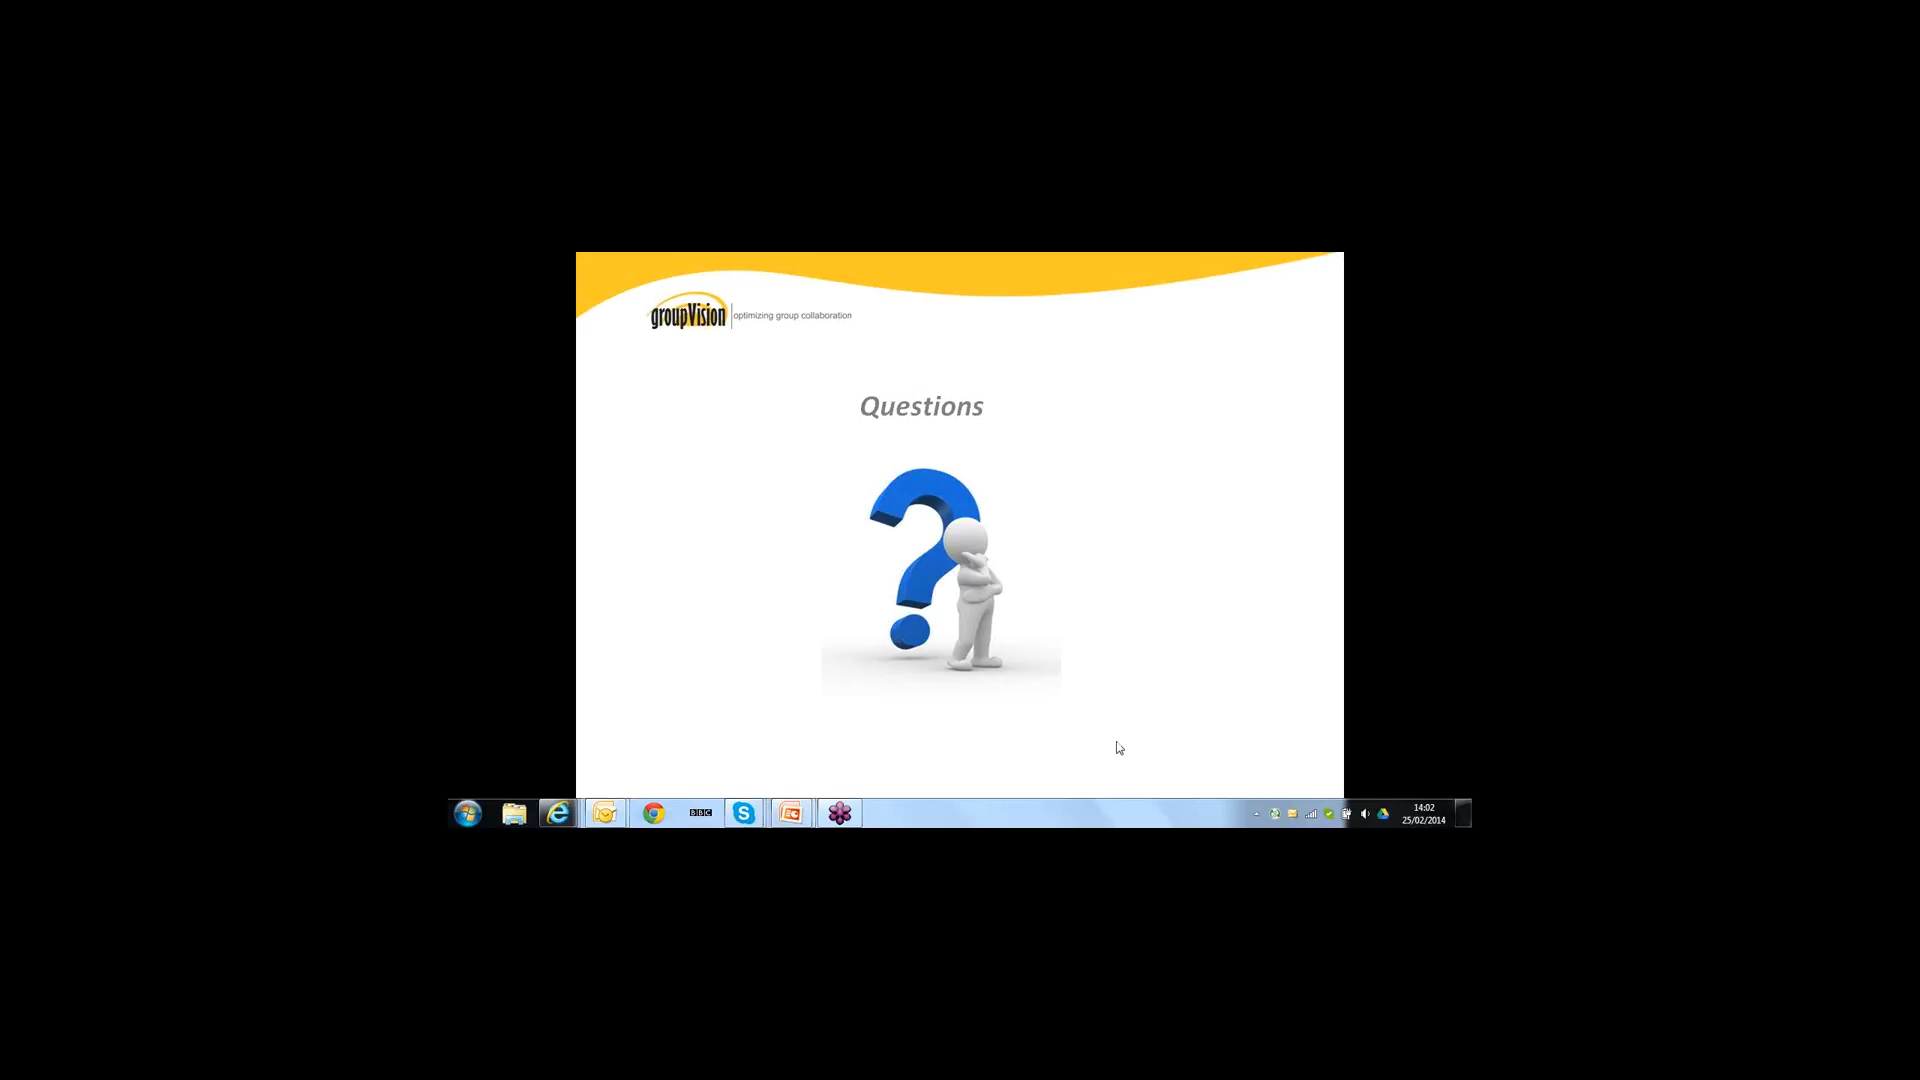 groupVision
optimizing group collaboration
Questions
BBC
14:02
25/02/2014